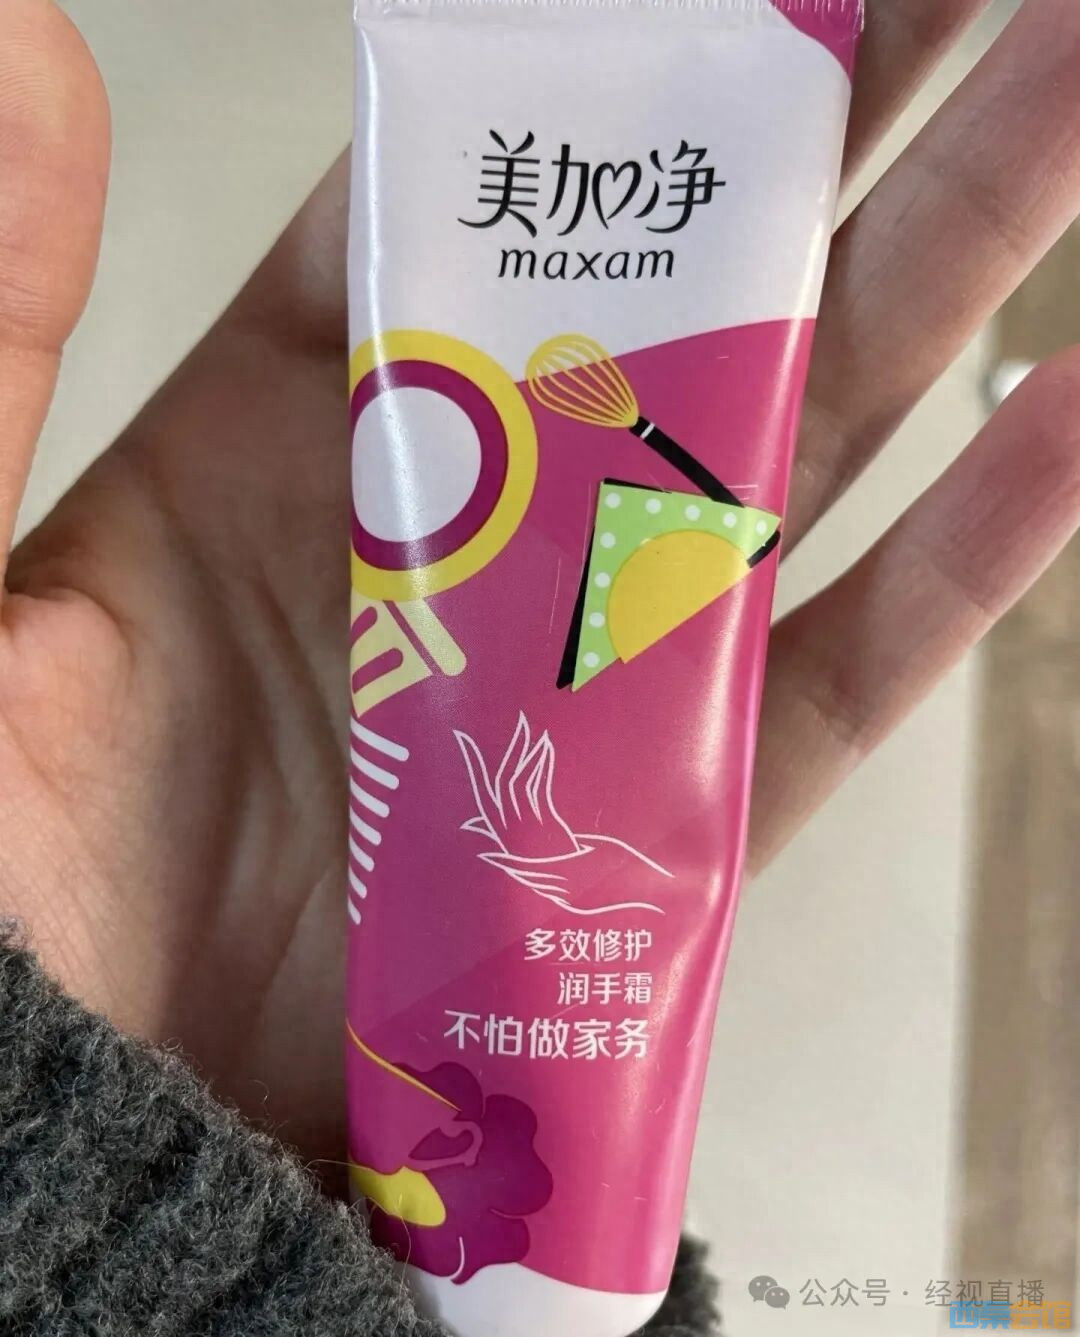 美加净
maxam
多效修护
润手霜
不怕做家务
公众号·经视直播